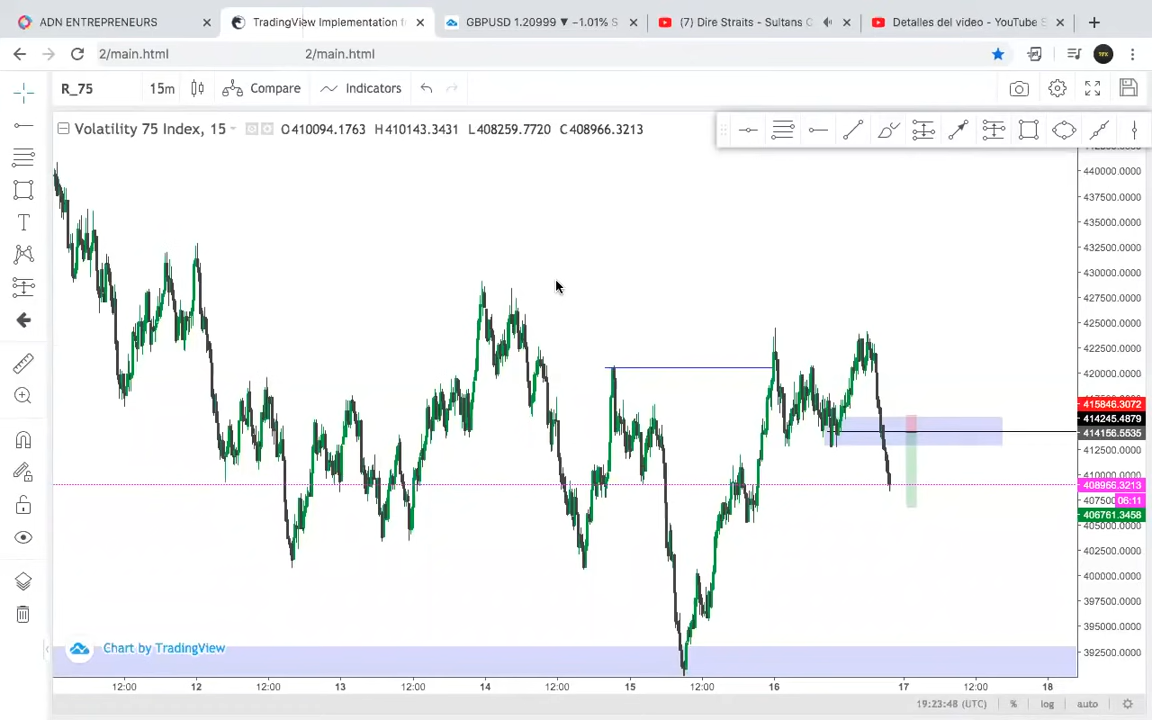 ADN ENTREPRENEURS
TradingView Implementation
GBPUSD 1.20999 ▼ −1.01% S
(7) Dire Straits - Sultans
Detalles del video - YouTube
2/main.html
2/main.html
R_75
15m
Compare
Indicators
Volatility 75 Index, 15
O410094.1763 H410143.3431 L408259.7720 C408966.3213
440000.0000
437500.0000
435000.0000
432500.0000
430000.0000
427500.0000
425000.0000
422500.0000
420000.0000
415846.3072
414245.4879
414156.5535
412500.0000
410000.0000
408966.3213
06:11
406761.3458
405000.0000
402500.0000
400000.0000
397500.0000
395000.0000
392500.0000
Chart by TradingView
12:00
12
12:00
13
12:00
14
12:00
15
12:00
16
17
12:00
18
19:23:48 (UTC)
%
log
auto